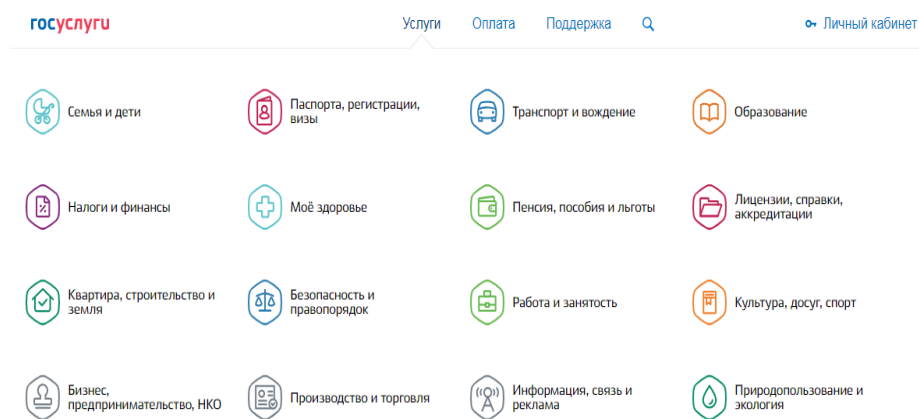 госуслуги
Услуги
Оплата
Поддержка
Личный кабинет
Семья и дети
Паспорта, регистрации,
визы
Транспорт и вождение
Образование
Налоги и финансы
Моё здоровье
Пенсия, пособия и льготы
Лицензии, справки,
аккредитации
Квартира, строительство и
земля
Безопасность и
правопорядок
Работа и занятость
Культура, досуг, спорт
Бизнес,
предпринимательство, НКО
Производство и торговля
Информация, связь и
реклама
Природопользование и
экология